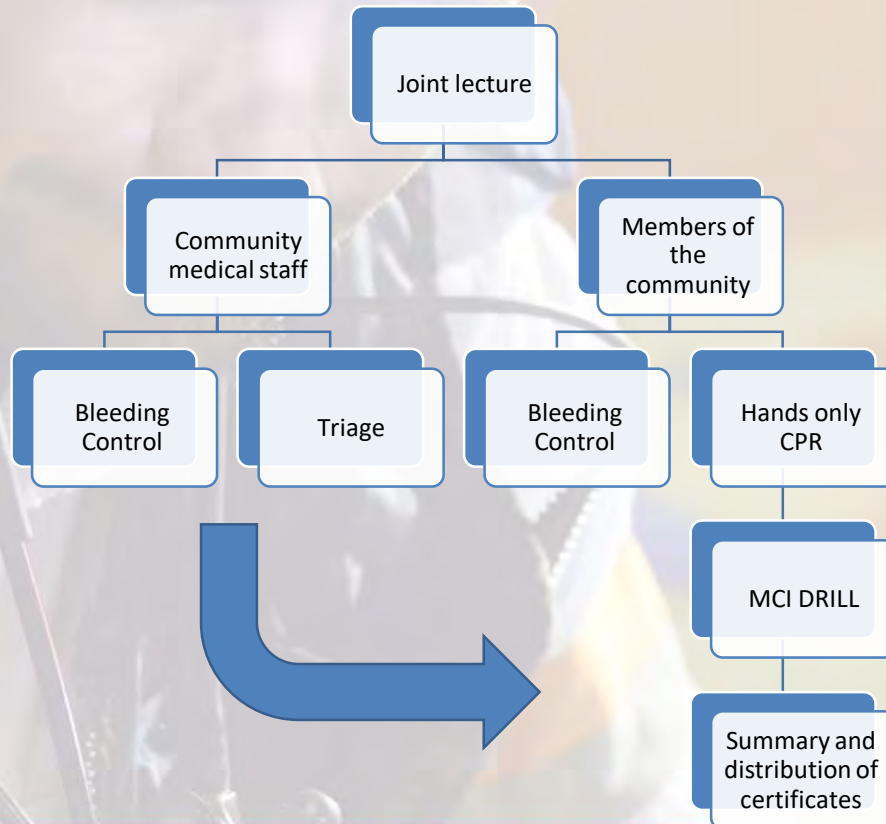 Joint lecture
Community
medical staff
Members of
the
community
Bleeding
Control
Triage
Bleeding
Control
Hands only
CPR
MCI DRILL
Summary and
distribution of
certificates